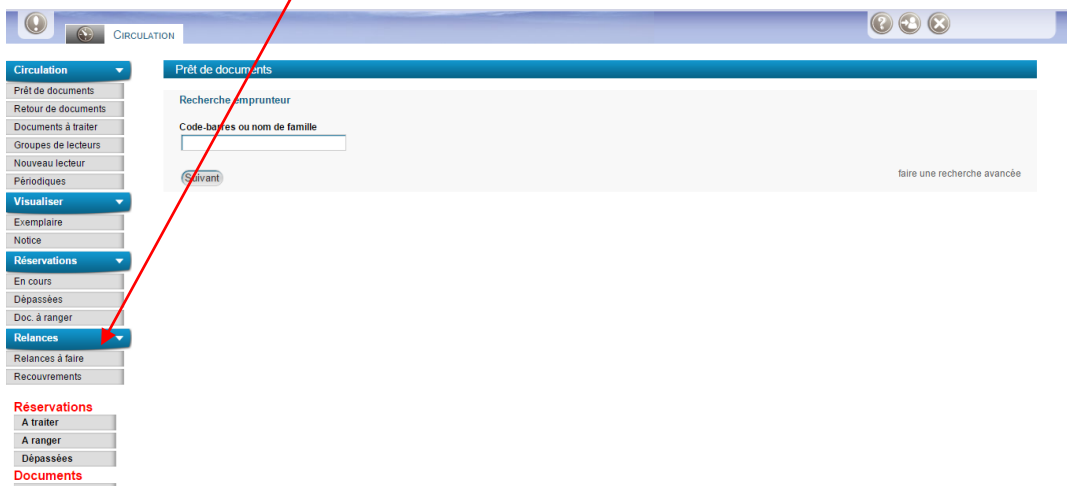 CIRCULATION
Circulation
Prêt de documents
Retour de documents
Documents à traiter
Groupes de lecteurs
Nouveau lecteur
Périodiques
Visualiser
Exemplaire
Notice
Réservations
En cours
Dépassées
Doc. à ranger
Relances
Relances à faire
Recouvrements
Réservations
A traiter
A ranger
Dépassées
Documents
Prêt de documents
Recherche emprunteur
Code-barres ou nom de famille
Suivant
faire une recherche avancée